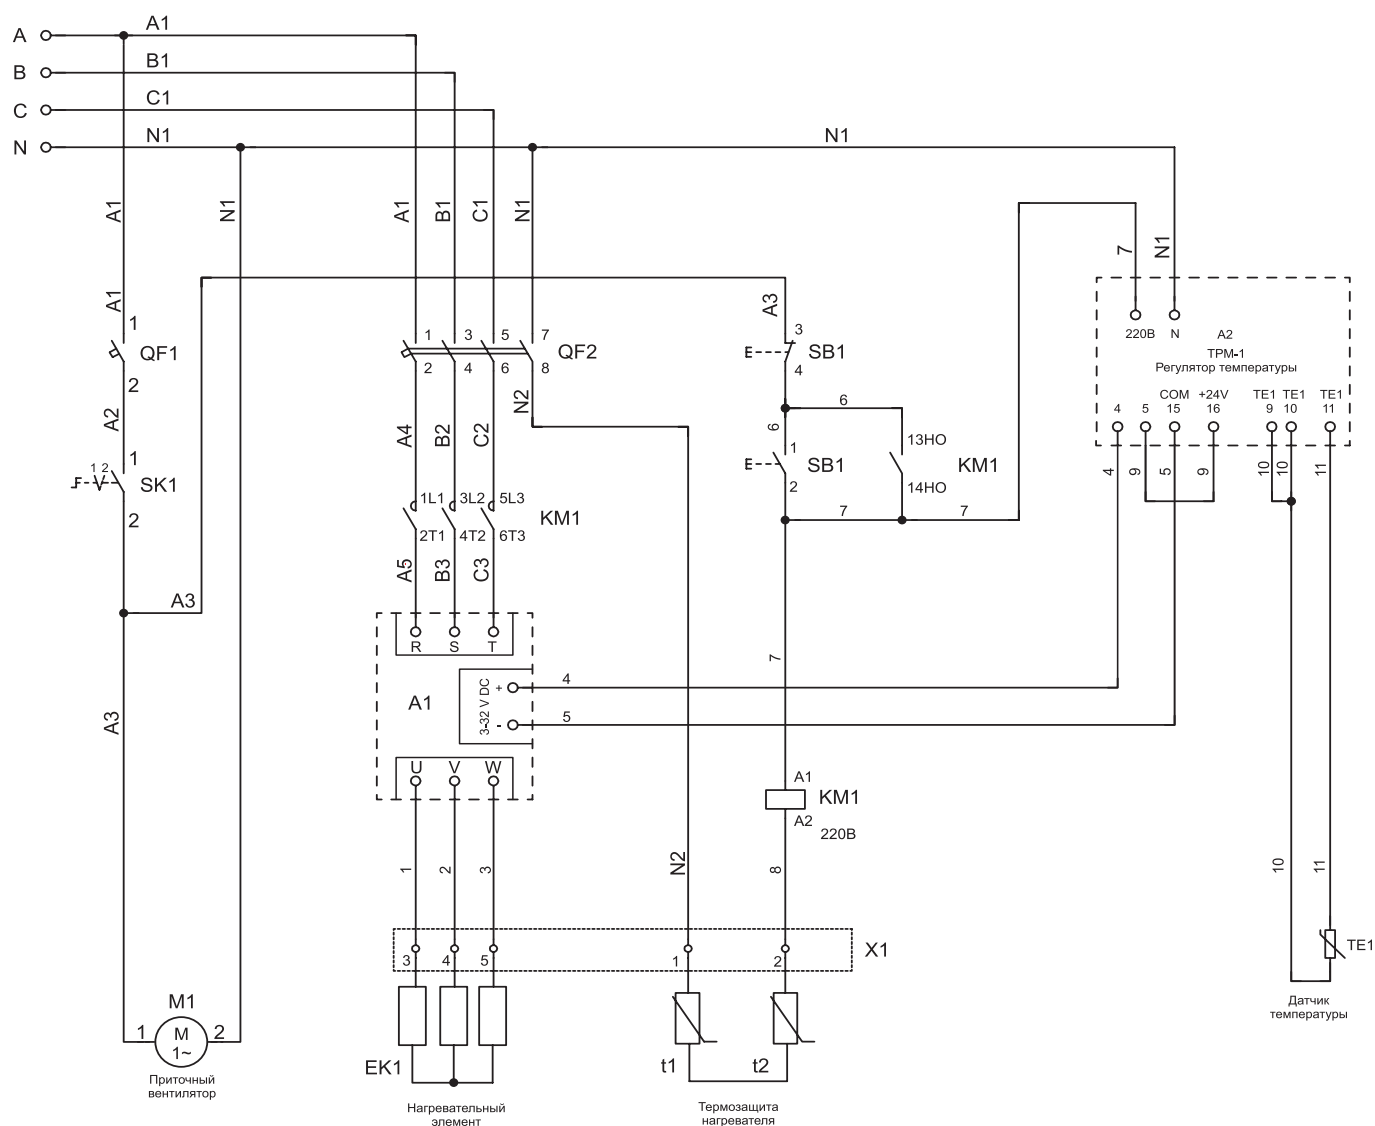 A A1
B B1
C C1
N N1 N1
A1 N1 A1 B1 C1 N1 7 N1
A1 A3
1 1 3 5 7 3
QF1 QF2 SB1
2 2 4 6 8 4
220В N A2
ТРМ-1
Регулятор температуры
COM +24V TE1 TE1 TE1
4 5 15 16 9 10 11
A2 A4 B2 C2 N2 6 6
1 2 1 SK1 2
1 SB1 2
13НО KM1 14НО
4 9 5 9 10 10 11
1L1 3L2 5L3 KM1
2T1 4T2 6T3
7 7
A5 B3 C3
A3
R S T
7
A1 3-32 V DC + 4
- 5
A3
U V W
A1 KM1
A2 220В
1 2 3 N2 8 10 11
3 4 5 1 2 X1
TE1
Датчик
температуры
M1
1 M 2
1~
EK1 t1 t2
Приточный
вентилятор
Нагревательный
элемент
Термозащита
нагревателя